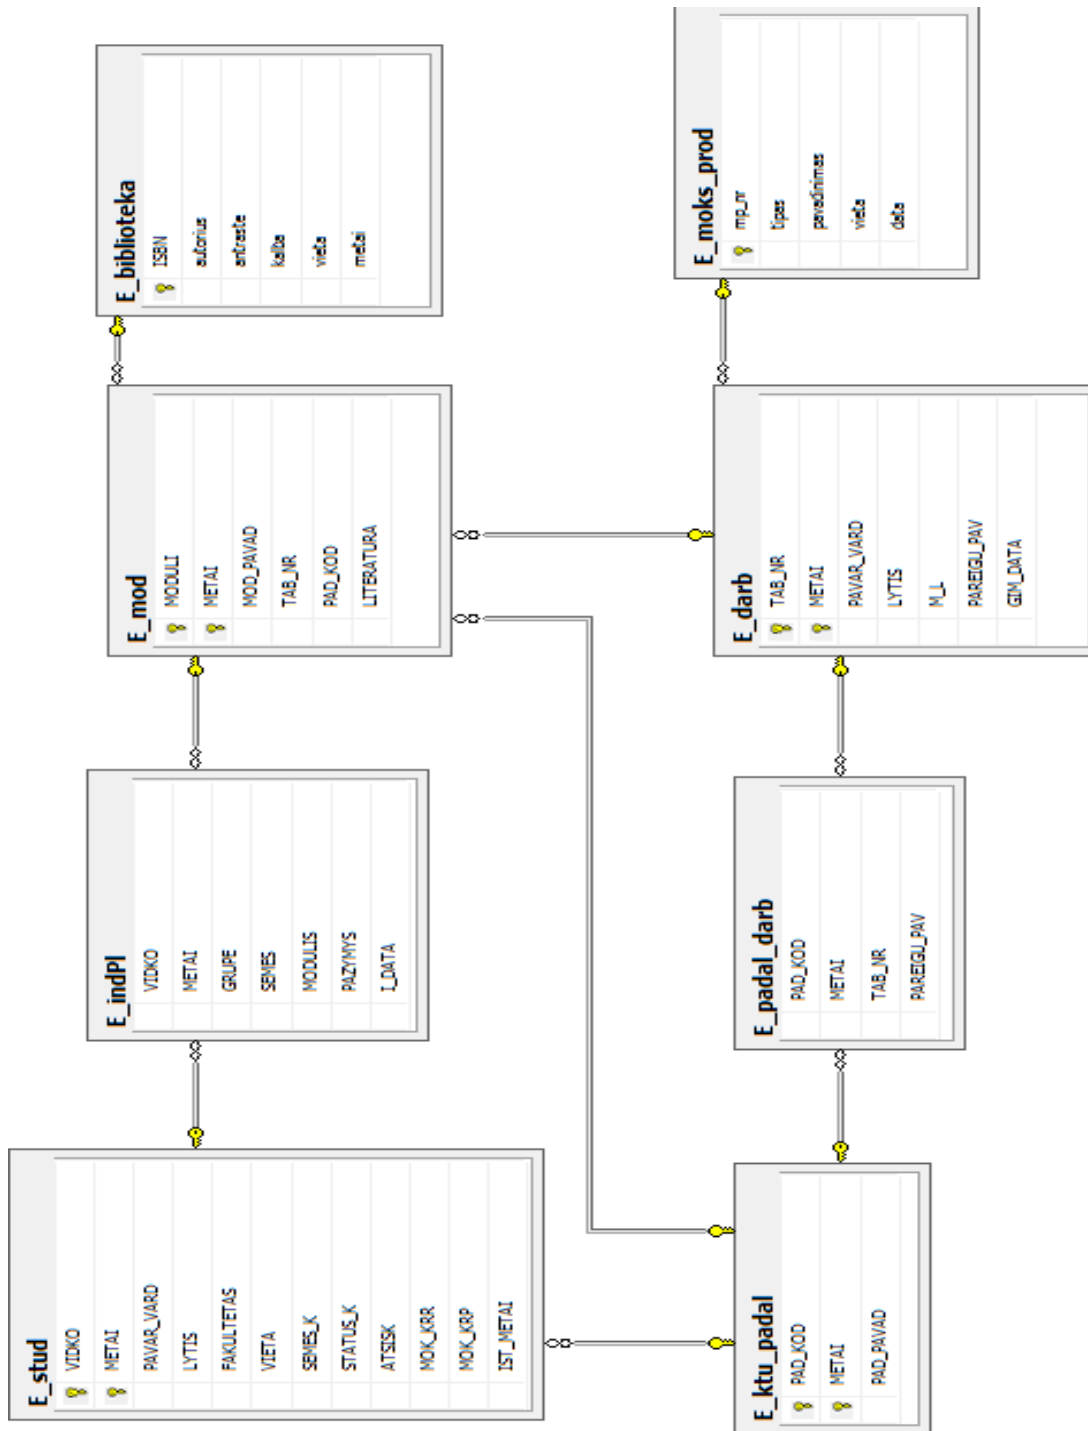 E_stud
VIDKO
METAI
PAVAR_VARD
LYTIS
FAKULTETAS
VIETA
SEMES_K
STATUS_K
ATSISK
MOK_KRR
MOK_KRP
IST_METAI
E_indPl
VIDKO
METAI
GRUPE
SEMES
MODULIS
PAZYMYS
I_DATA
E_mod
MODULI
METAI
MOD_PAVAD
TAB_NR
PAD_KOD
LITERATURA
E_biblioteka
ISBN
autorius
antraste
kalba
vieta
metai
E_ktu_padal
PAD_KOD
METAI
PAD_PAVAD
E_padal_darb
PAD_KOD
METAI
TAB_NR
PAREIGU_PAV
E_darb
TAB_NR
METAI
PAVAR_VARD
LYTIS
M_L
PAREIGU_PAV
GIM_DATA
E_moks_prod
mp_nr
tipas
pavadinimas
vieta
data